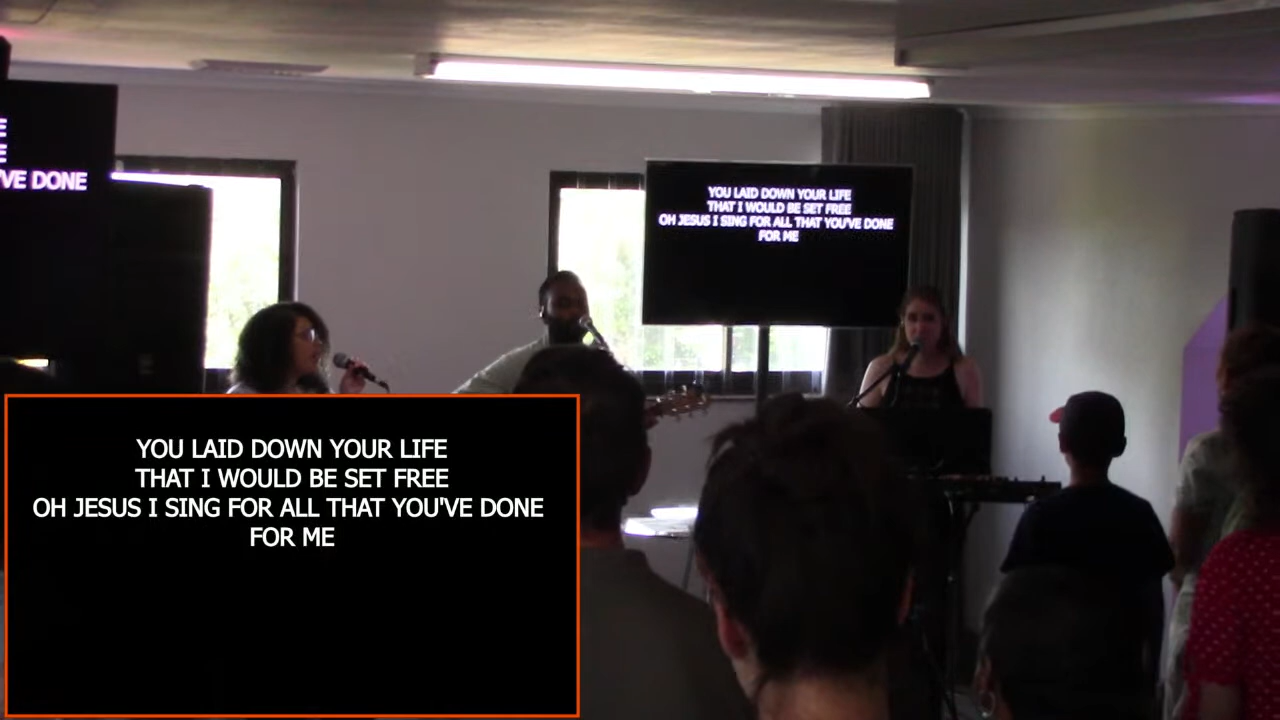 VE DONE
YOU LAID DOWN YOUR LIFE
THAT I WOULD BE SET FREE
OH JESUS I SING FOR ALL THAT YOU'VE DONE
FOR ME
YOU LAID DOWN YOUR LIFE
THAT I WOULD BE SET FREE
OH JESUS I SING FOR ALL THAT YOU'VE DONE
FOR ME